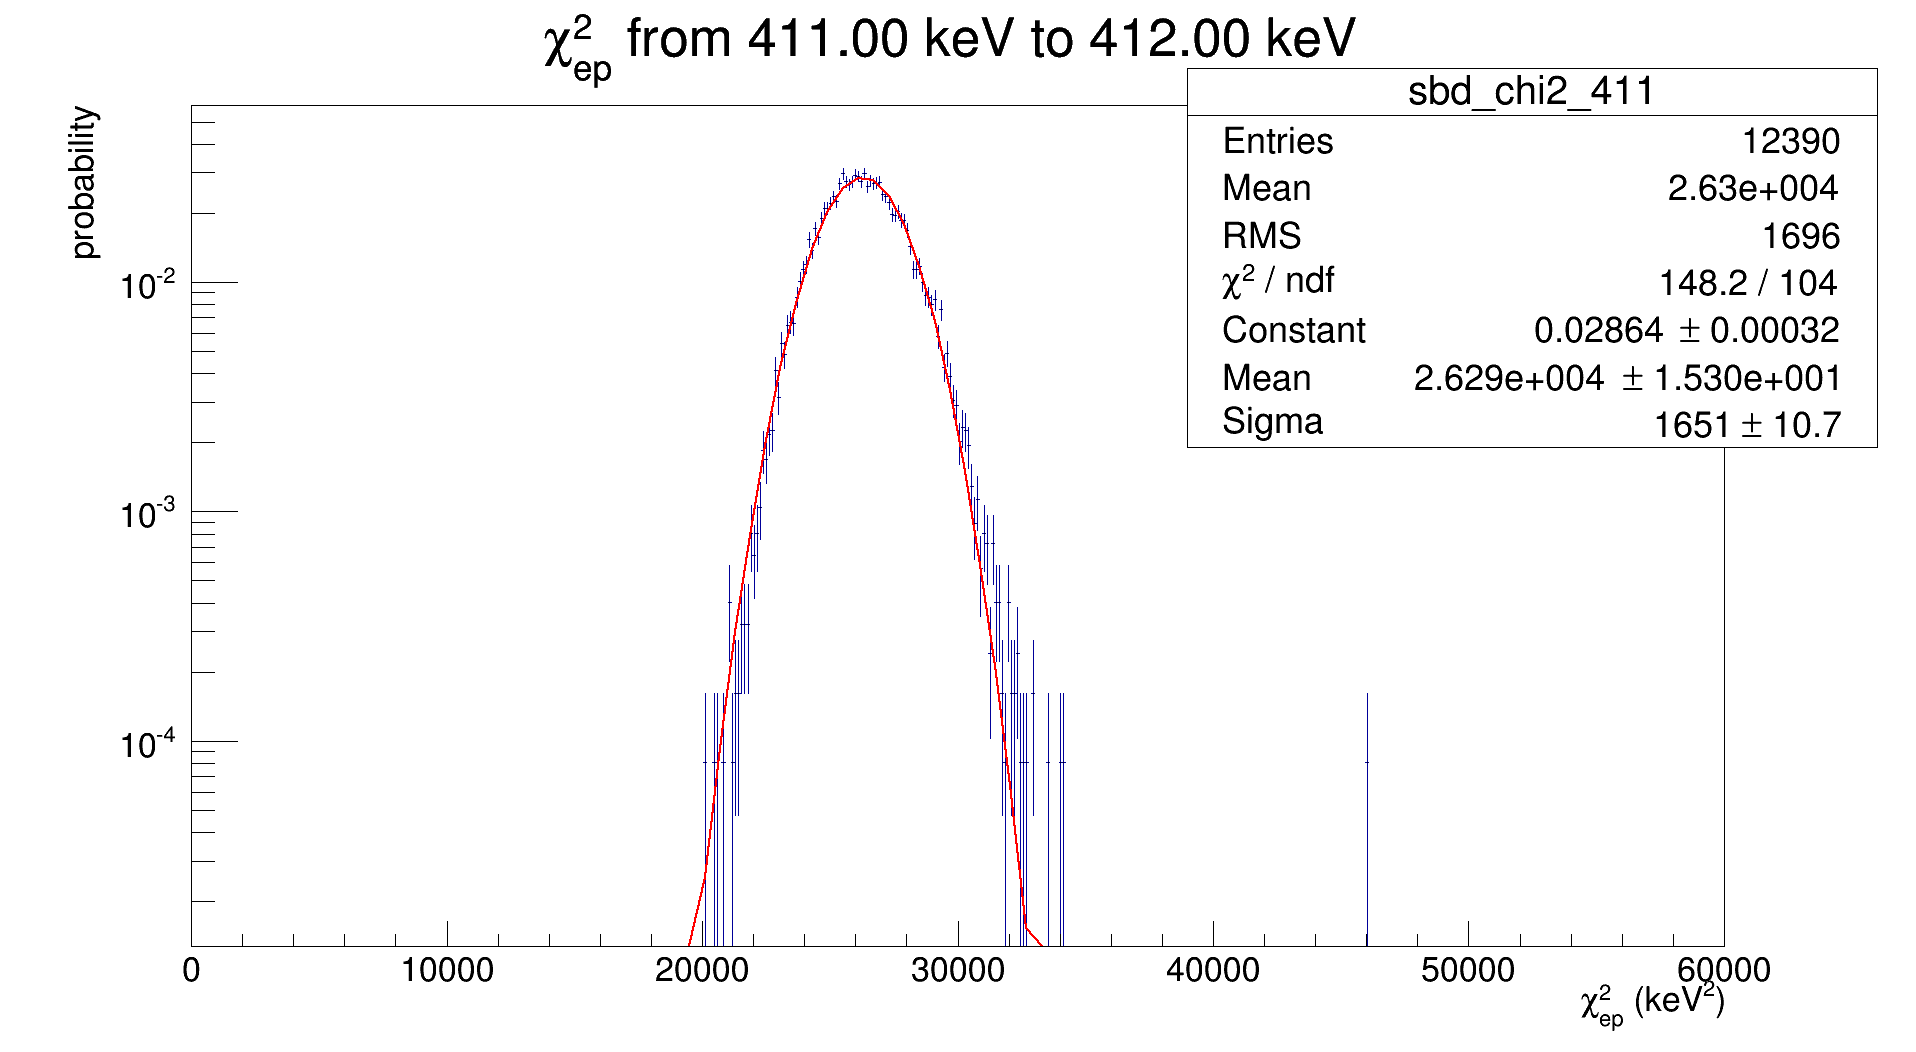 χ²ep from 411.00 keV to 412.00 keV
sbd_chi2_411
Entries 12390
Mean 2.63e+004
RMS 1696
χ² / ndf 148.2 / 104
Constant 0.02864 ± 0.00032
Mean 2.629e+004 ± 1.530e+001
Sigma 1651 ± 10.7
probability
10⁻²
10⁻³
10⁻⁴
0 10000 20000 30000 40000 50000 60000
χ²ep (keV²)